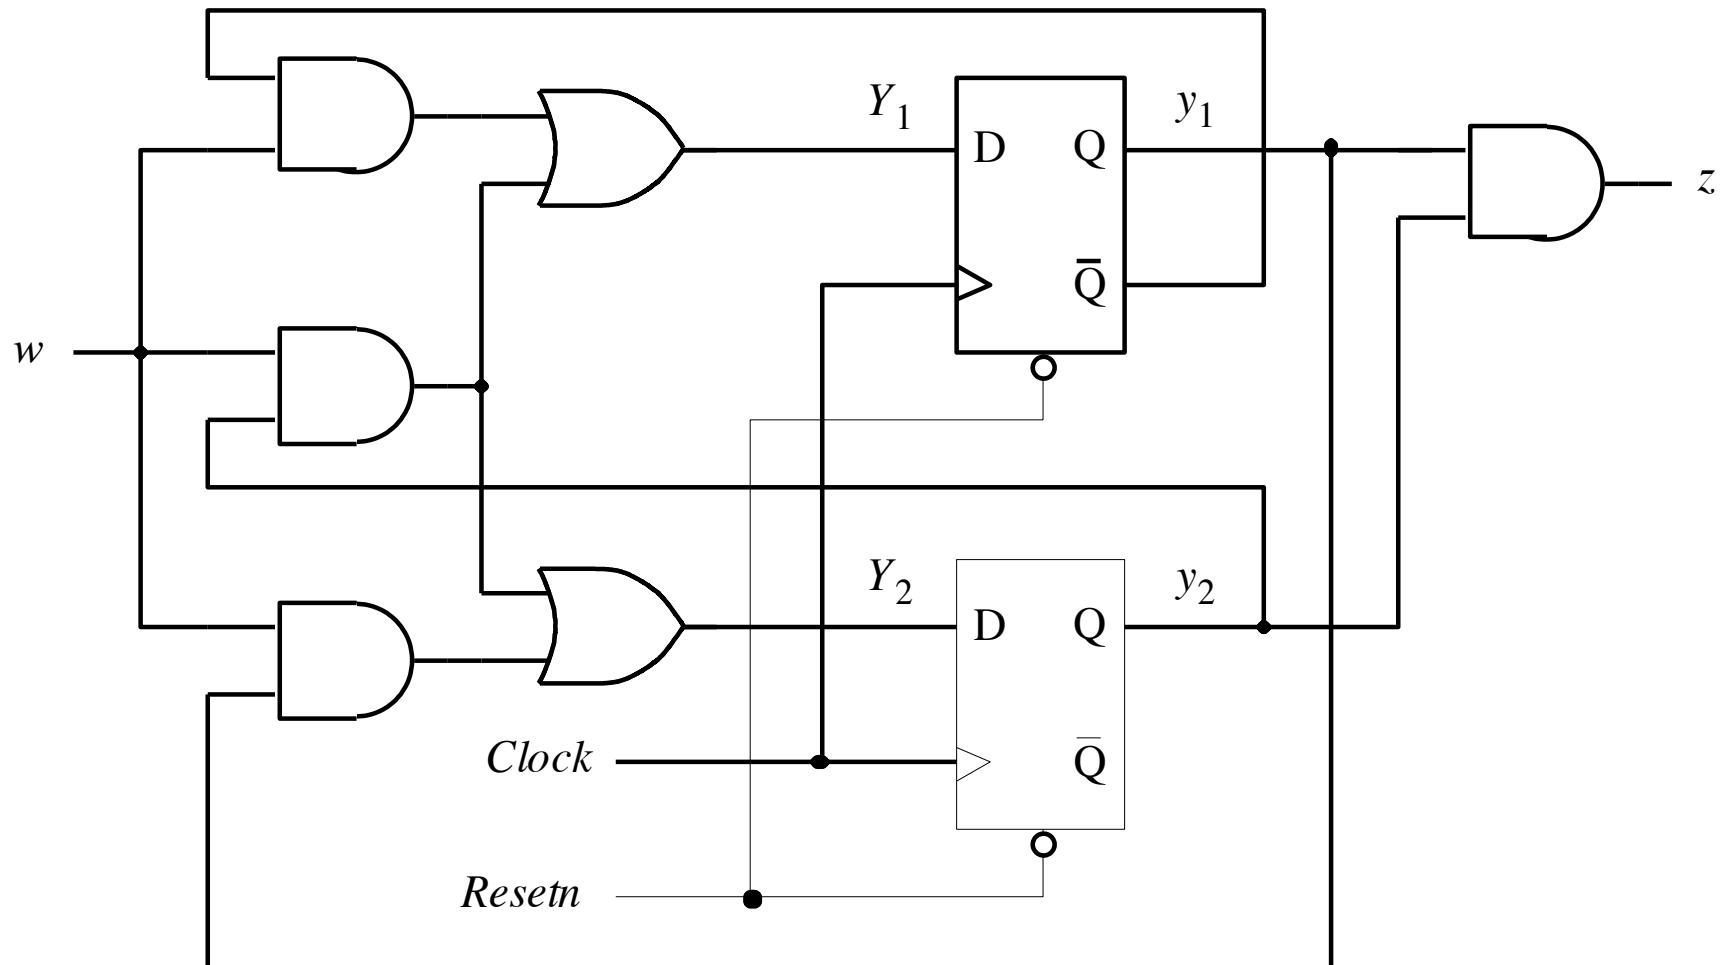 Y₁ y₁
D Q
z
Q̅
w
Y₂ y₂
D Q
Clock Q̅
Resetn